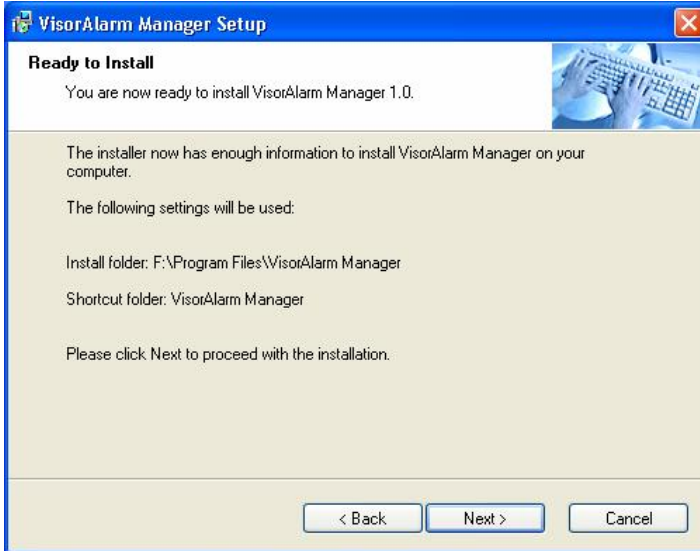 VisorAlarm Manager Setup
Ready to Install
You are now ready to install VisorAlarm Manager 1.0.
The installer now has enough information to install VisorAlarm Manager on your
computer.
The following settings will be used:
Install folder: F:\Program Files\VisorAlarm Manager
Shortcut folder: VisorAlarm Manager
Please click Next to proceed with the installation.
< Back
Next >
Cancel